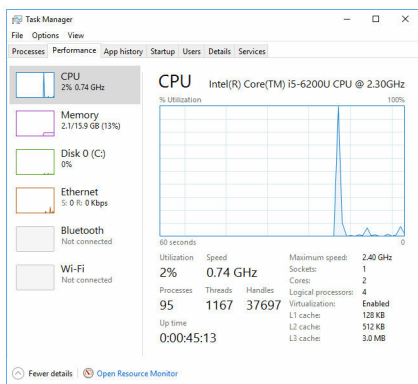 Task Manager
File Options View
Processes Performance App history Startup Users Details Services
CPU
2% 0.74 GHz
Memory
2.1/15.9 GB (13%)
Disk 0 (C:)
0%
Ethernet
S: 0 R: 0 Kbps
Bluetooth
Not connected
Wi-Fi
Not connected
CPU Intel(R) Core(TM) i5-6200U CPU @ 2.30GHz
% Utilization 100%
60 seconds 0
Utilization Speed
2% 0.74 GHz
Processes Threads Handles
95 1167 37697
Up time
0:00:45:13
Maximum speed: 2.40 GHz
Sockets: 1
Cores: 2
Logical processors: 4
Virtualization: Enabled
L1 cache: 128 KB
L2 cache: 512 KB
L3 cache: 3.0 MB
Fewer details Open Resource Monitor